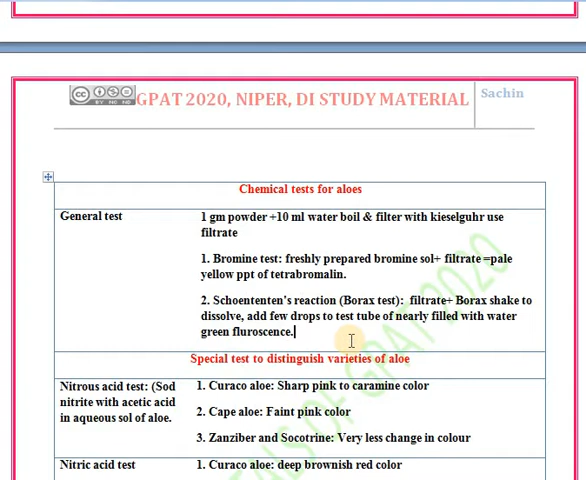 GPAT 2020, NIPER, DI STUDY MATERIAL
Sachin
Chemical tests for aloes
General test
1 gm powder +10 ml water boil & filter with kieselguhr use
filtrate
1. Bromine test: freshly prepared bromine sol+ filtrate =pale
yellow ppt of tetrabromalin.
2. Schoententen's reaction (Borax test): filtrate+ Borax shake to
dissolve, add few drops to test tube of nearly filled with water
green fluroscence.
Special test to distinguish varieties of aloe
Nitrous acid test: (Sod
nitrite with acetic acid
in aqueous sol of aloe.
1. Curaco aloe: Sharp pink to caramine color
2. Cape aloe: Faint pink color
3. Zanziber and Socotrine: Very less change in colour
Nitric acid test
1. Curaco aloe: deep brownish red color